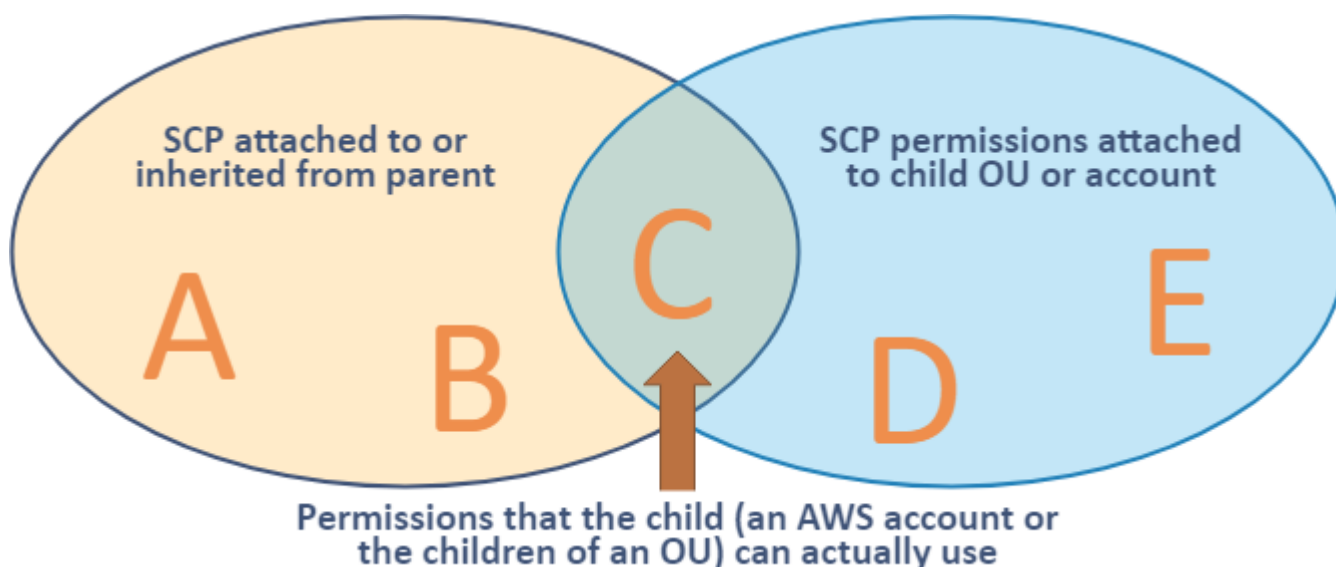 SCP attached to or
inherited from parent
SCP permissions attached
to child OU or account
A
B
C
D
E
Permissions that the child (an AWS account or
the children of an OU) can actually use